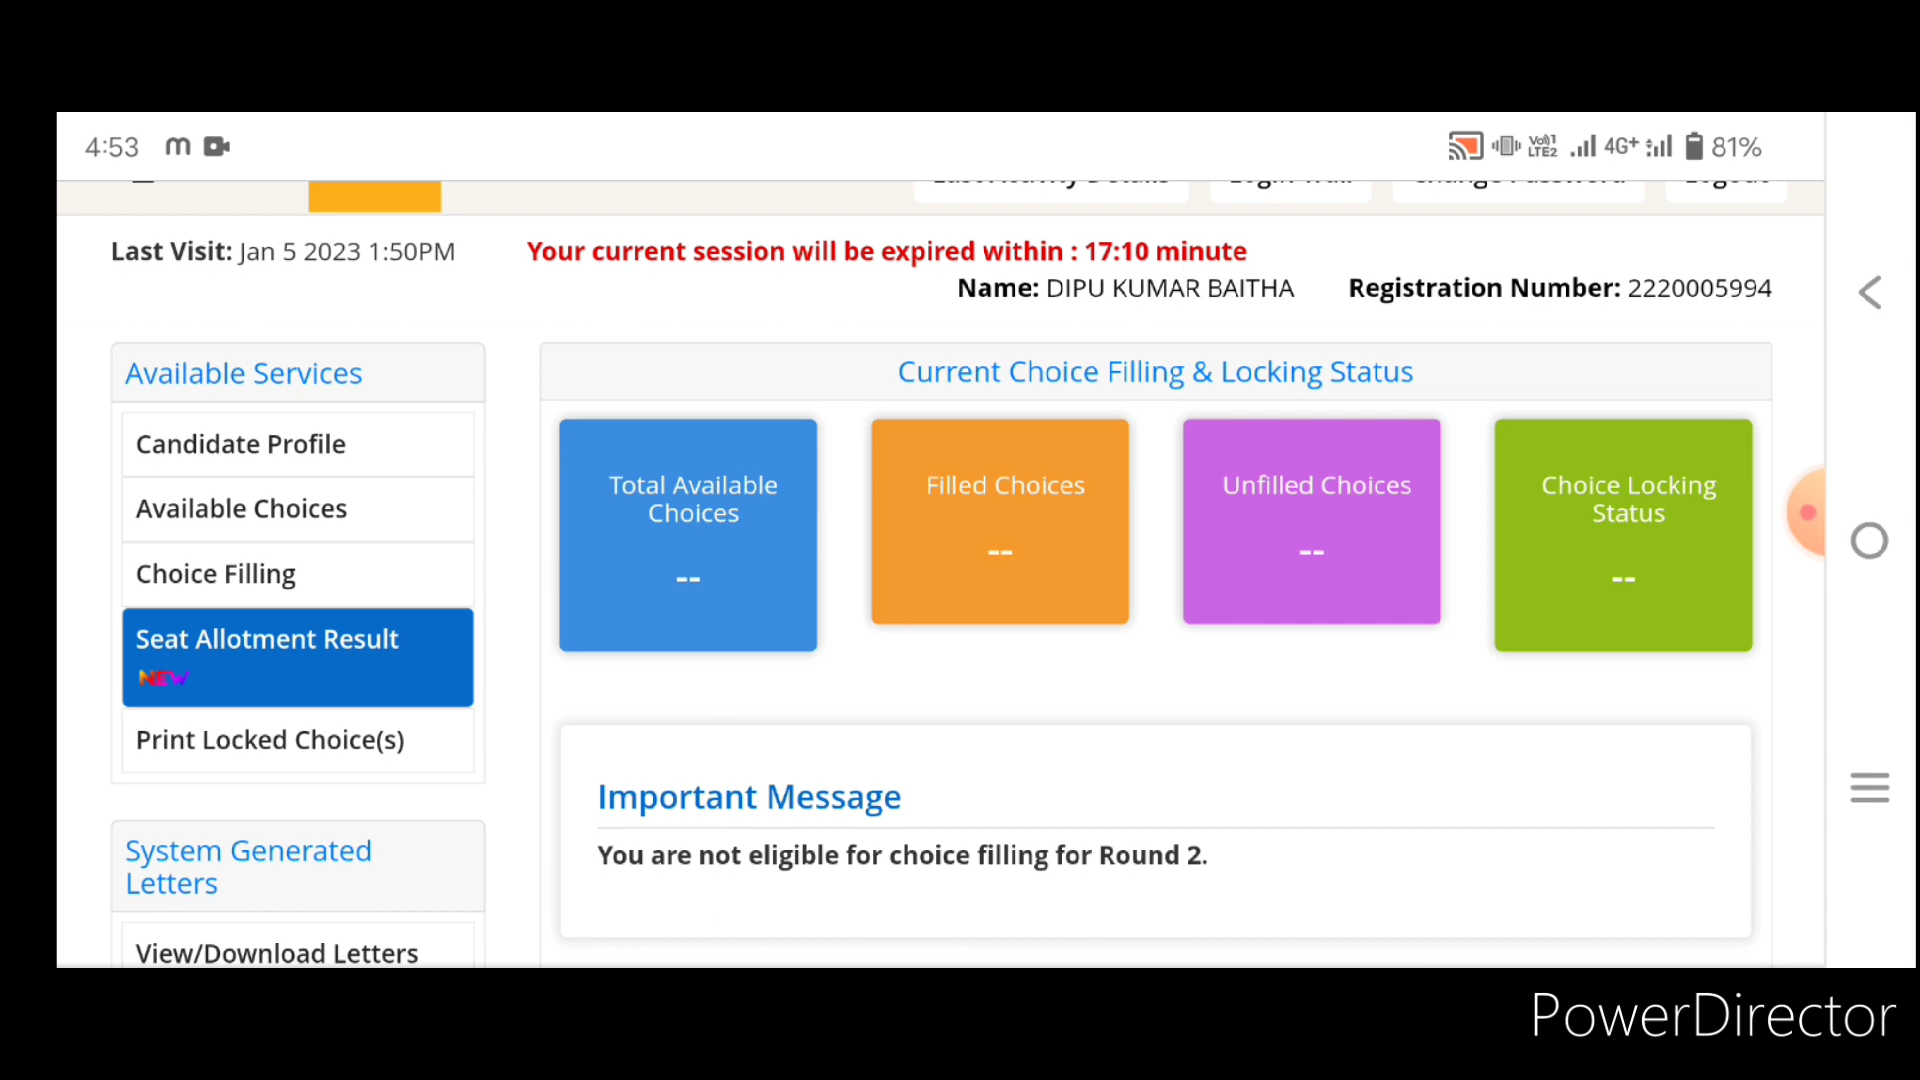 4:53
Vo)) 1 LTE2 4G+ 81%
Last Visit: Jan 5 2023 1:50PM
Your current session will be expired within : 17:10 minute
Name: DIPU KUMAR BAITHA
Registration Number: 2220005994
Available Services
Candidate Profile
Available Choices
Choice Filling
Seat Allotment Result
NEW
Print Locked Choice(s)
System Generated
Letters
View/Download Letters
Current Choice Filling & Locking Status
Total Available
Choices
--
Filled Choices
--
Unfilled Choices
--
Choice Locking
Status
--
Important Message
You are not eligible for choice filling for Round 2.
PowerDirector